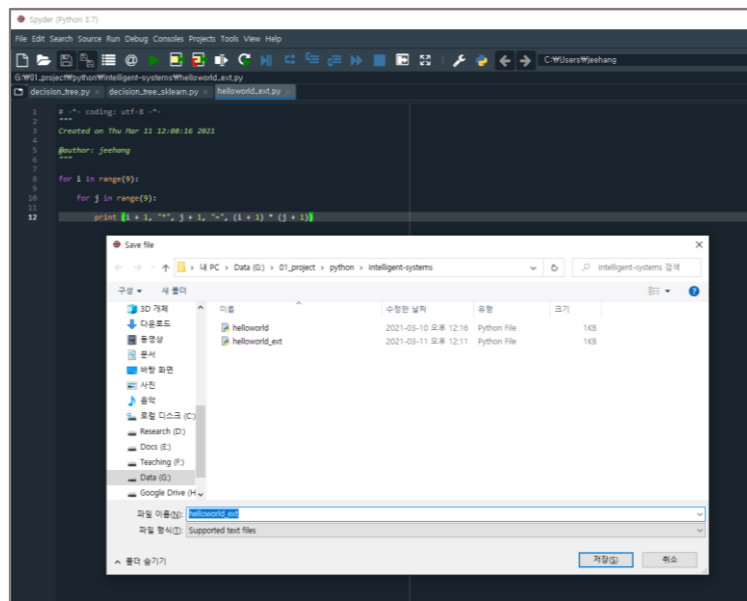 Spyder (Python 3.7)
File Edit Search Source Run Debug Consoles Projects Tools View Help
C:₩Users₩jeehang
G:₩01_project₩python₩intelligent-systems₩helloworld_ext.py
decision_tree.py × decision_tree_sklearn.py × helloworld_ext.py ×
1 # -*- coding: utf-8 -*-
2 """
3 Created on Thu Mar 11 12:08:16 2021
4
5 @author: jeehang
6 """
7
8 for i in range(9):
9
10 for j in range(9):
11
12 print (i + 1, "*", j + 1, "=", (i + 1) * (j + 1))
Save file
내 PC > Data (G:) > 01_project > python > intelligent-systems
intelligent-systems 검색
구성 새 폴더
이름 수정한 날짜 유형 크기
3D 개체
다운로드
동영상
문서
바탕 화면
사진
음악
로컬 디스크 (C:)
Research (D:)
Docs (E:)
Teaching (F:)
Data (G:)
Google Drive (H
helloworld 2021-03-10 오후 12:16 Python File 1KB
helloworld_ext 2021-03-11 오후 12:11 Python File 1KB
파일 이름(N): helloworld_ext
파일 형식(T): Supported text files
폴더 숨기기
저장(S) 취소